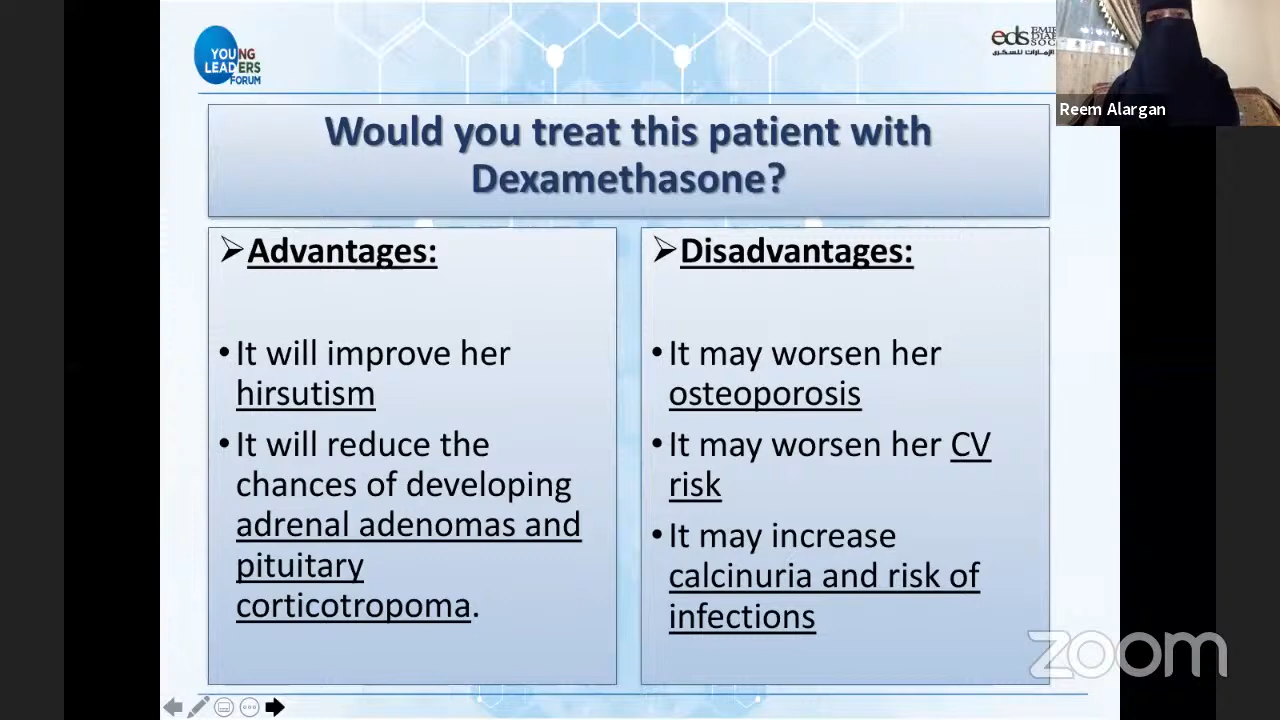 YOUNG
LEADERS
FORUM
eds
Reem Alargan
Would you treat this patient with
Dexamethasone?
➢Advantages:
• It will improve her
hirsutism
• It will reduce the
chances of developing
adrenal adenomas and
pituitary
corticotropoma.
➢Disadvantages:
• It may worsen her
osteoporosis
• It may worsen her CV
risk
• It may increase
calcinuria and risk of
infections
zoom